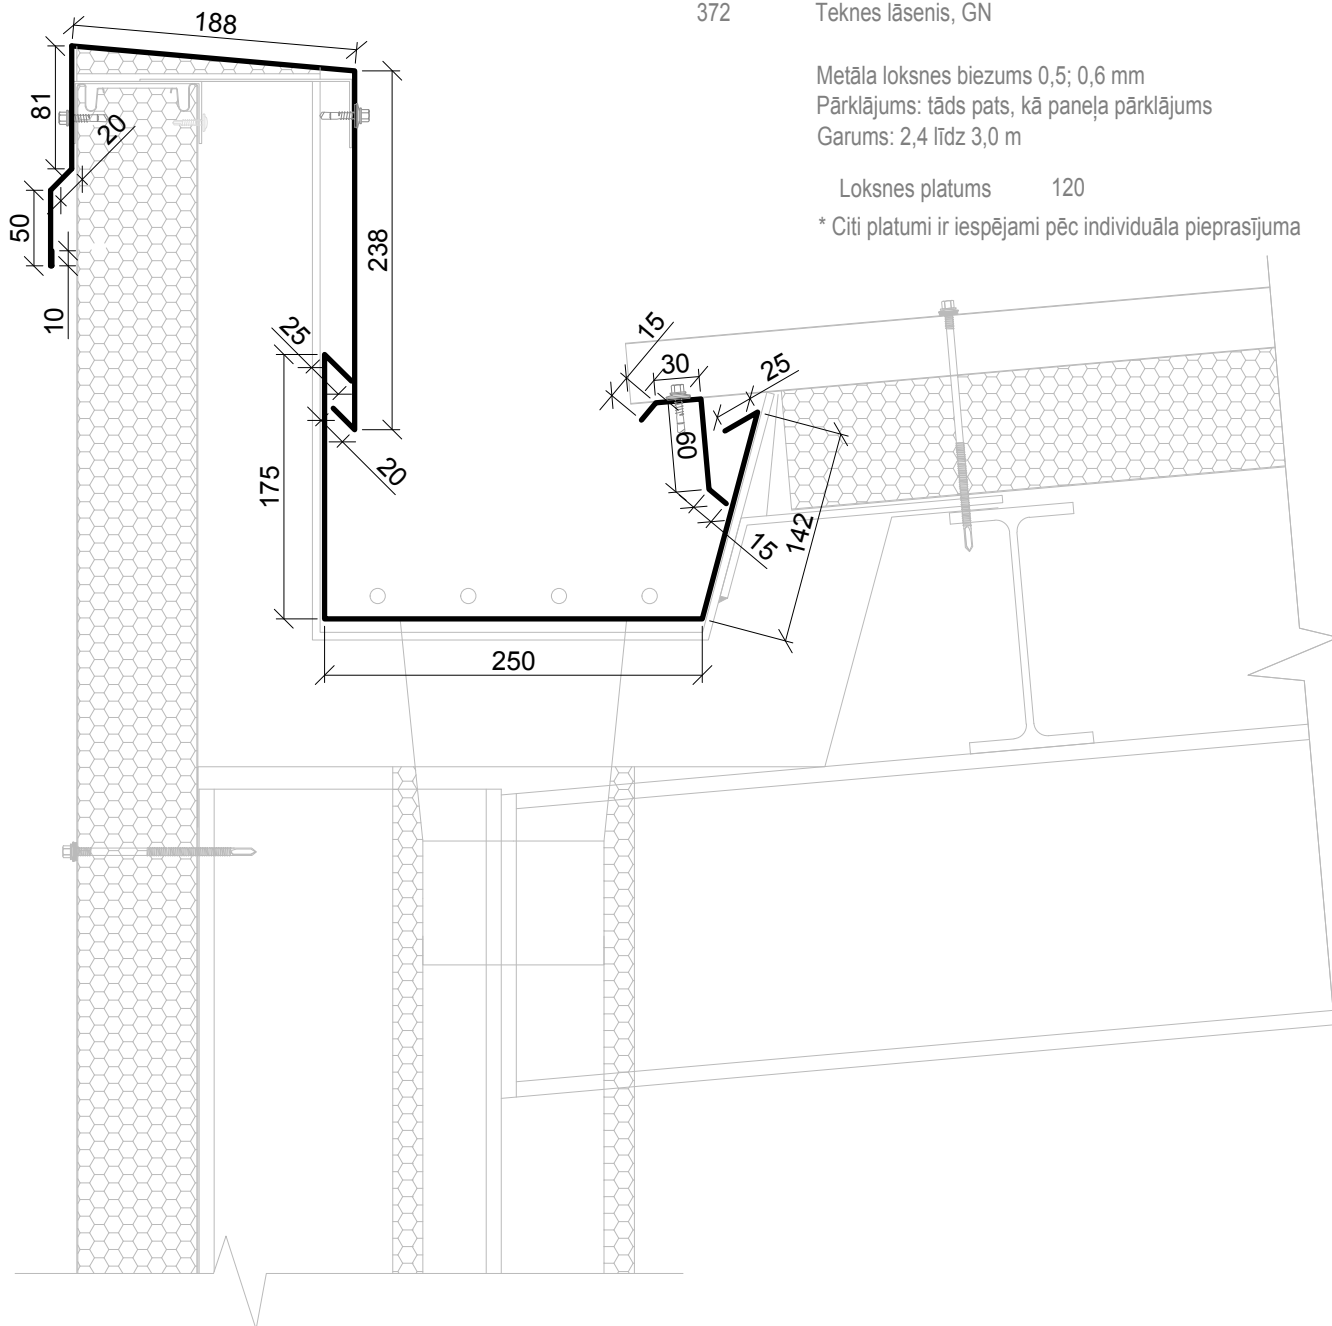 372 Teknes lāsenis, GN
Metāla loksnes biezums 0,5; 0,6 mm
Pārklājums: tāds pats, kā paneļa pārklājums
Garums: 2,4 līdz 3,0 m
Loksnes platums 120
* Citi platumi ir iespējami pēc individuāla pieprasījuma
188
81
20
50
10
238
25
175
20
250
15
30
25
60
15
142